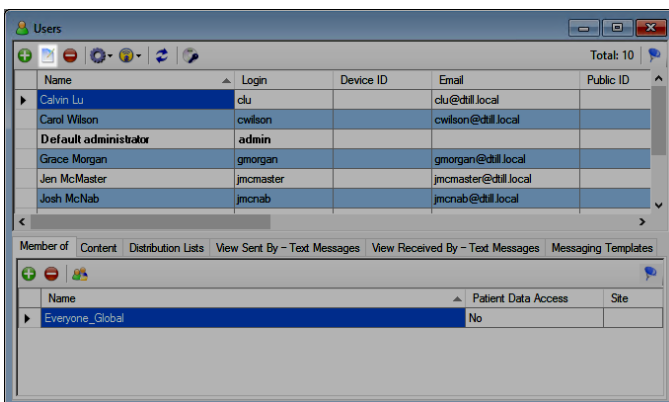 Users
Total: 10
Name Login Device ID Email Public ID
Calvin Lu clu clu@dtill.local
Carol Wilson cwilson cwilson@dtill.local
Default administrator admin
Grace Morgan gmorgan gmorgan@dtill.local
Jen McMaster jmcmaster jmcmaster@dtill.local
Josh McNab jmcnab jmcnab@dtill.local
Member of Content Distribution Lists View Sent By - Text Messages View Received By - Text Messages Messaging Templates
Name Patient Data Access Site
Everyone_Global No